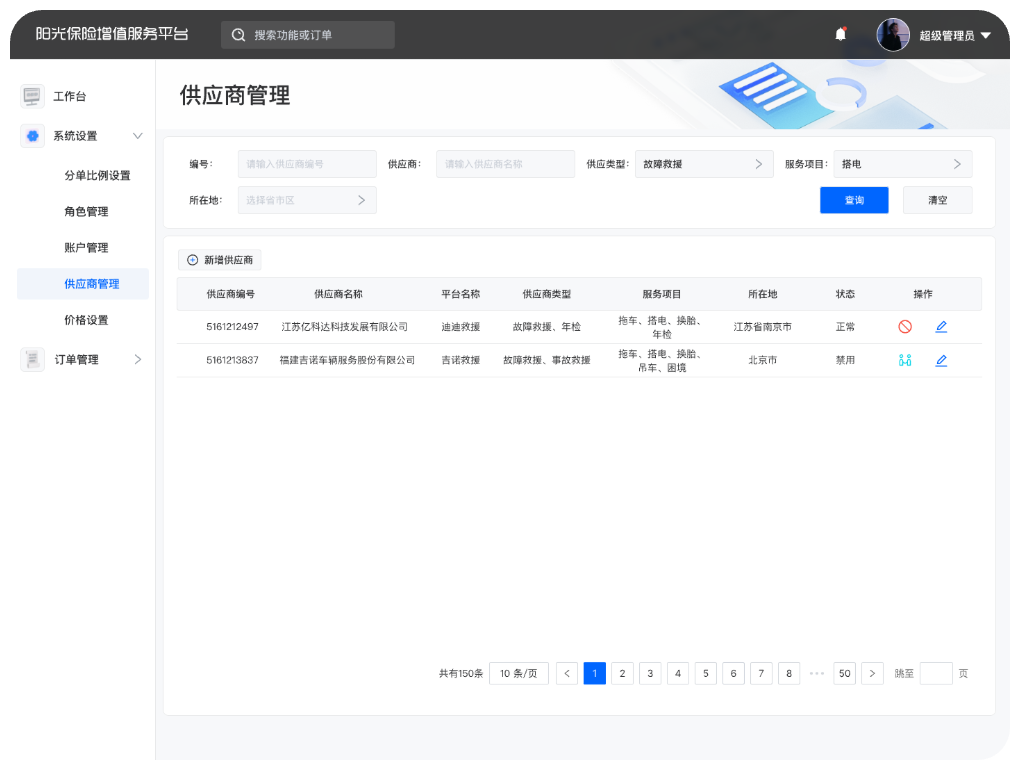 阳光保险增值服务平台
搜索功能或订单
超级管理员
工作台
系统设置
分单比例设置
角色管理
账户管理
供应商管理
价格设置
订单管理
供应商管理
编号： 请输入供应商编号 供应商： 请输入供应商名称 供应类型： 故障救援 服务项目： 搭电
所在地： 选择省市区 查询 清空
新增供应商
供应商编号 供应商名称 平台名称 供应商类型 服务项目 所在地 状态 操作
5161212497 江苏亿科达科技发展有限公司 迪迪救援 故障救援、年检 拖车、搭电、换胎、 江苏省南京市 正常
年检
5161213837 福建吉诺车辆服务股份有限公司 吉诺救援 故障救援、事故救援 拖车、搭电、换胎、 北京市 禁用
吊车、困境
共有150条 10 条/页 < 1 2 3 4 5 6 7 8 ••• 50 > 跳至 页